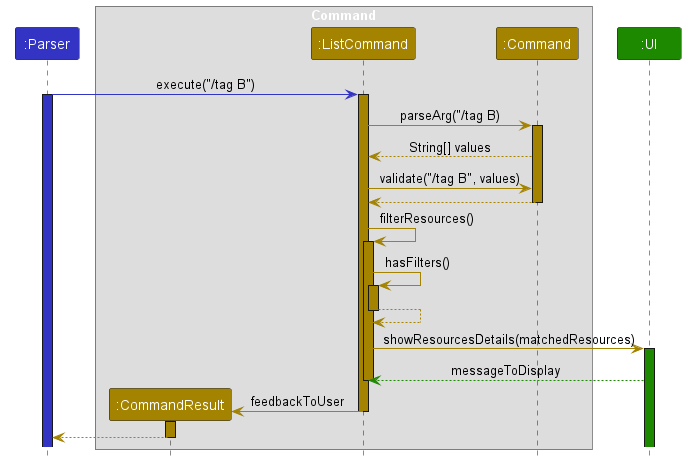 Command
:Parser
:ListCommand
:Command
:UI
execute("/tag B")
parseArg("/tag B)
String[] values
validate("/tag B", values)
filterResources()
hasFilters()
showResourcesDetails(matchedResources)
messageToDisplay
:CommandResult
feedbackToUser